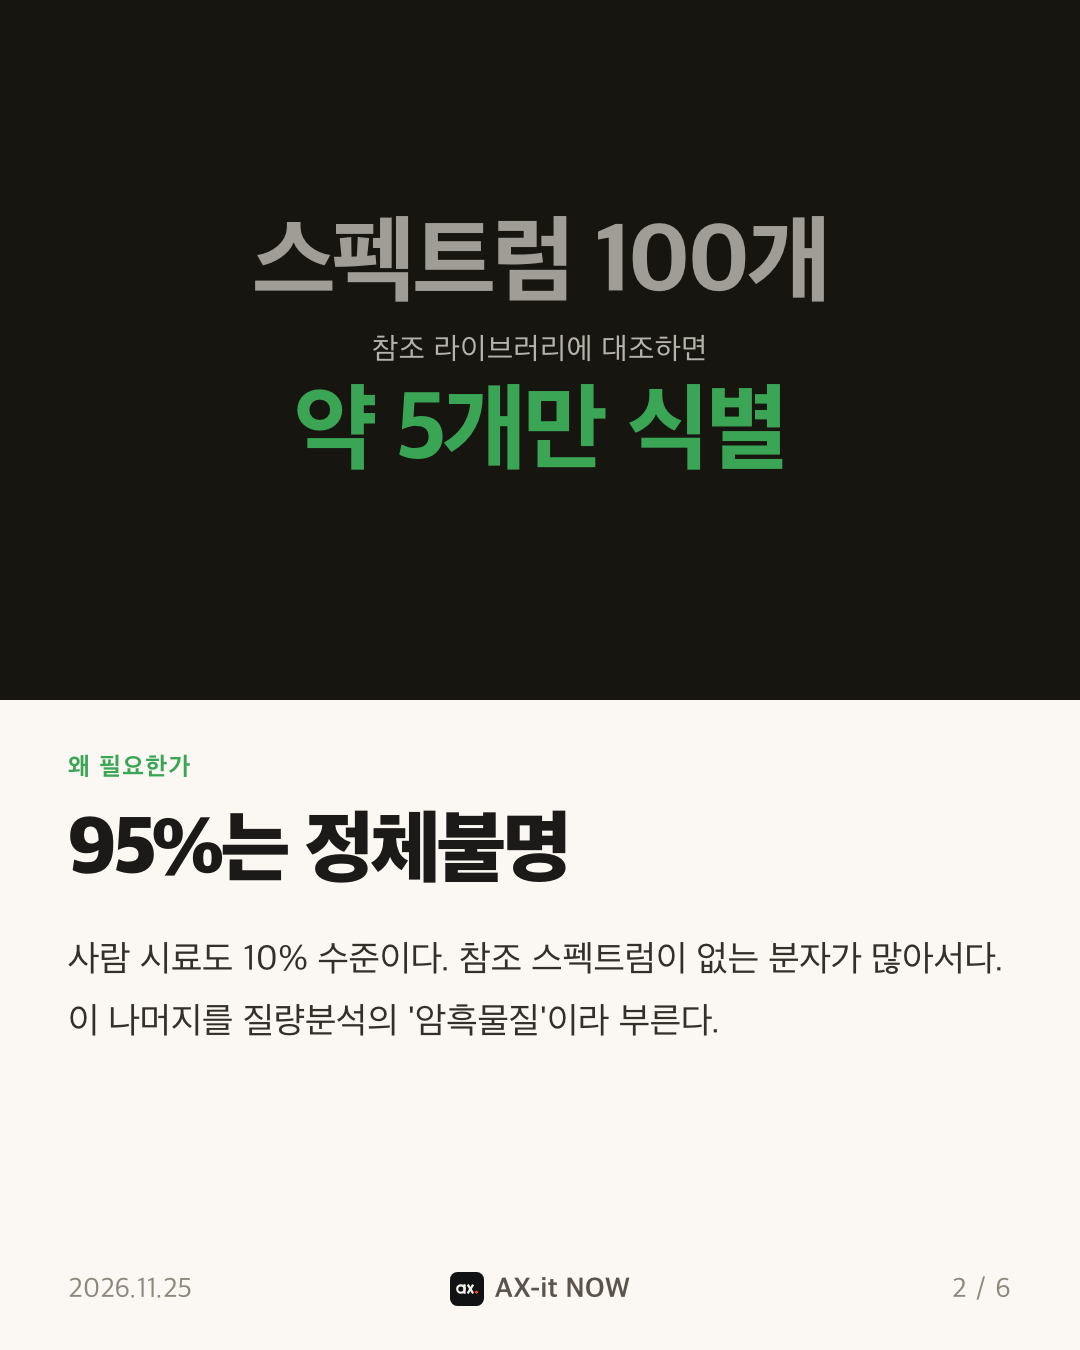 스펙트럼 100개
참조 라이브러리에 대조하면
약 5개만 식별
왜 필요한가
95%는 정체불명
사람 시료도 10% 수준이다. 참조 스펙트럼이 없는 분자가 많아서다.
이 나머지를 질량분석의 '암흑물질'이라 부른다.
2026.11.25
ax.
AX-it NOW
2 / 6